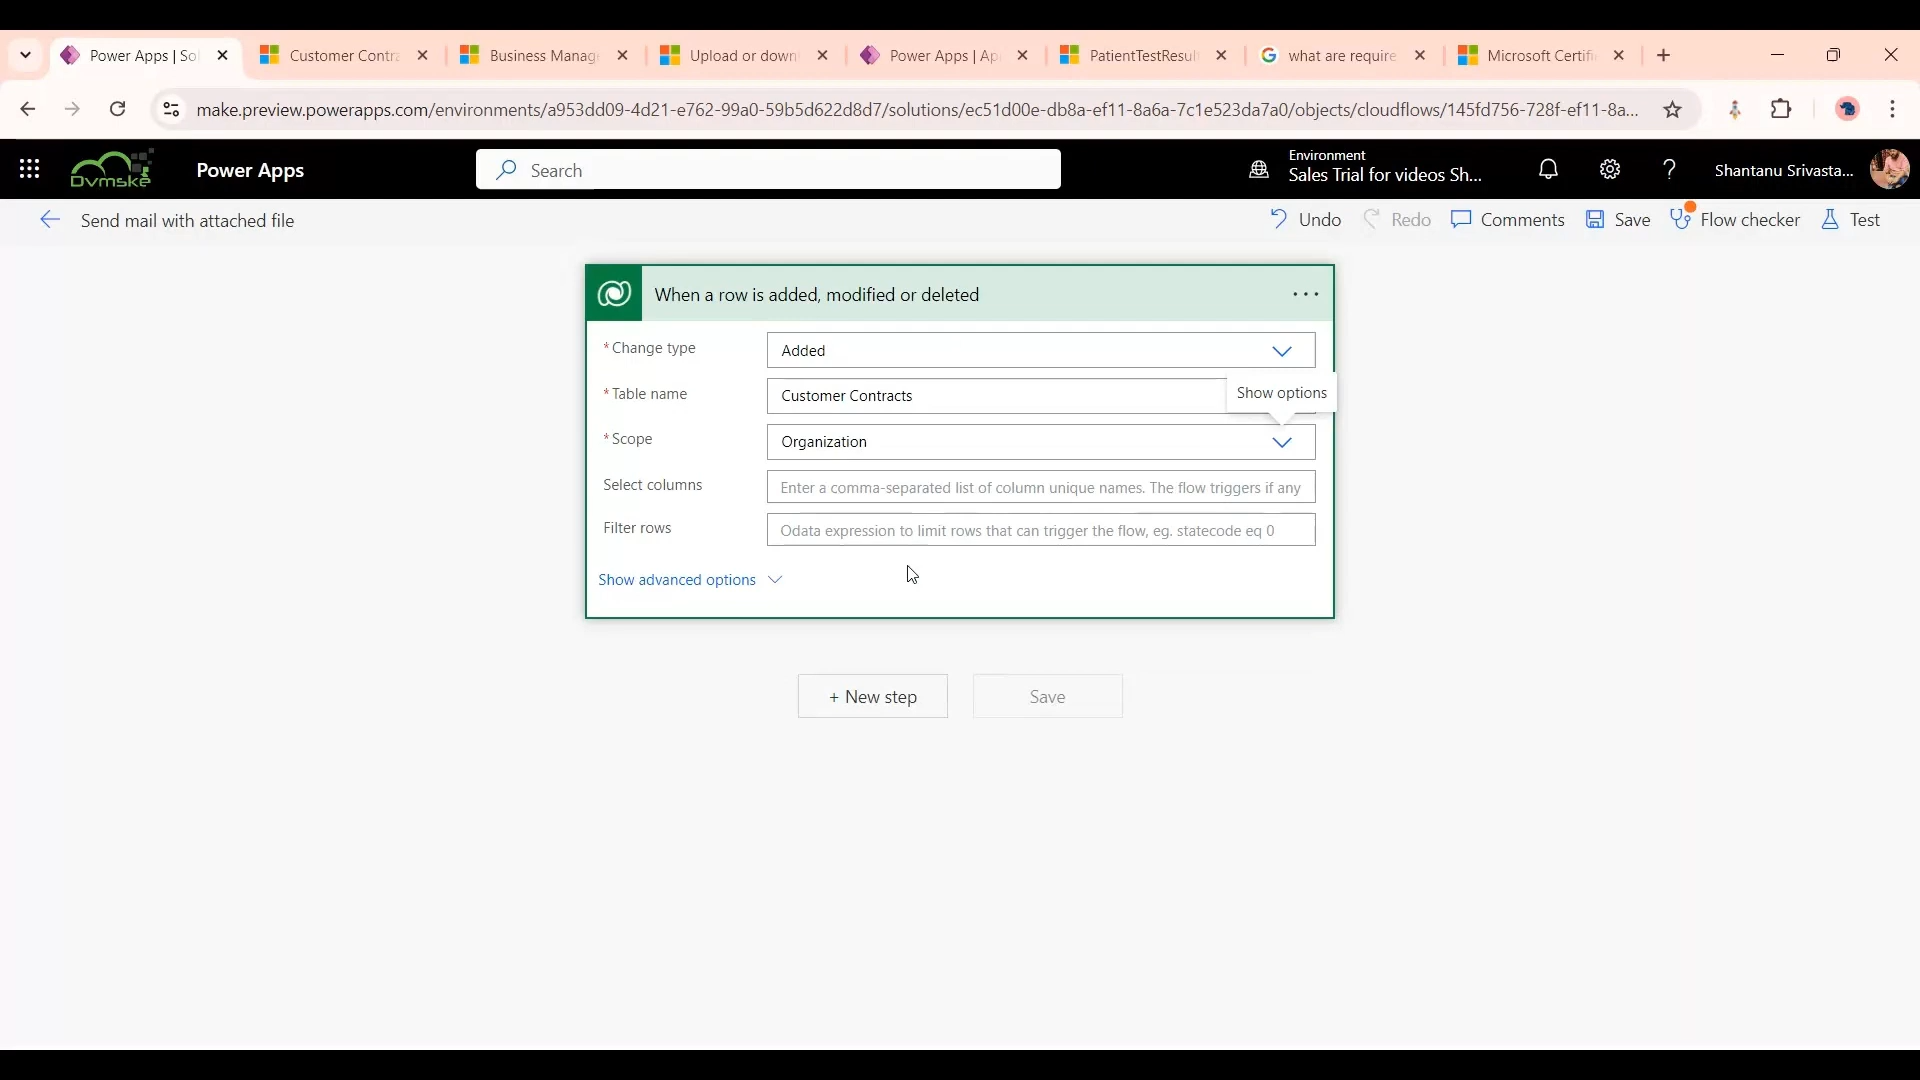 Power Apps | So
Customer Contra
Business Manag
Upload or down
Power Apps | Ap
PatientTestResul
what are require
Microsoft Certifi
make.preview.powerapps.com/environments/a953dd09-4d21-e762-99a0-59b5d622d8d7/solutions/ec51d00e-db8a-ef11-8a6a-7c1e523da7a0/objects/cloudflows/145fd756-728f-ef11-8a...
Dvmske
Power Apps
Search
Environment
Sales Trial for videos Sh...
?
Shantanu Srivasta...
Send mail with attached file
Undo
Redo
Comments
Save
Flow checker
Test
When a row is added, modified or deleted
* Change type
Added
* Table name
Customer Contracts
Show options
* Scope
Organization
Select columns
Enter a comma-separated list of column unique names. The flow triggers if any
Filter rows
Odata expression to limit rows that can trigger the flow, eg. statecode eq 0
Show advanced options
+ New step
Save